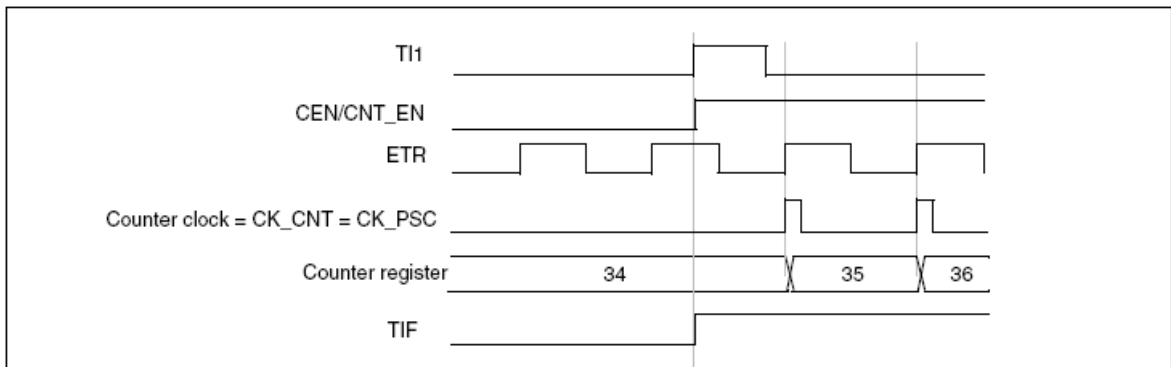 TI1
CEN/CNT_EN
ETR
Counter clock = CK_CNT = CK_PSC
Counter register 34 35 36
TIF